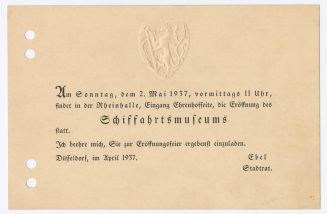 Am Sonntag, dem 2. Mai 1937, vormittags 11 Uhr,
findet in der Rheinhalle, Eingang Ehrenhofseite, die Eröffnung des
Schiffahrtsmuseums
statt.
Ich beehre mich, Sie zur Eröffnungsfeier ergebenst einzuladen.
Düsseldorf, im April 1937.
Ebel
Stadtrat.